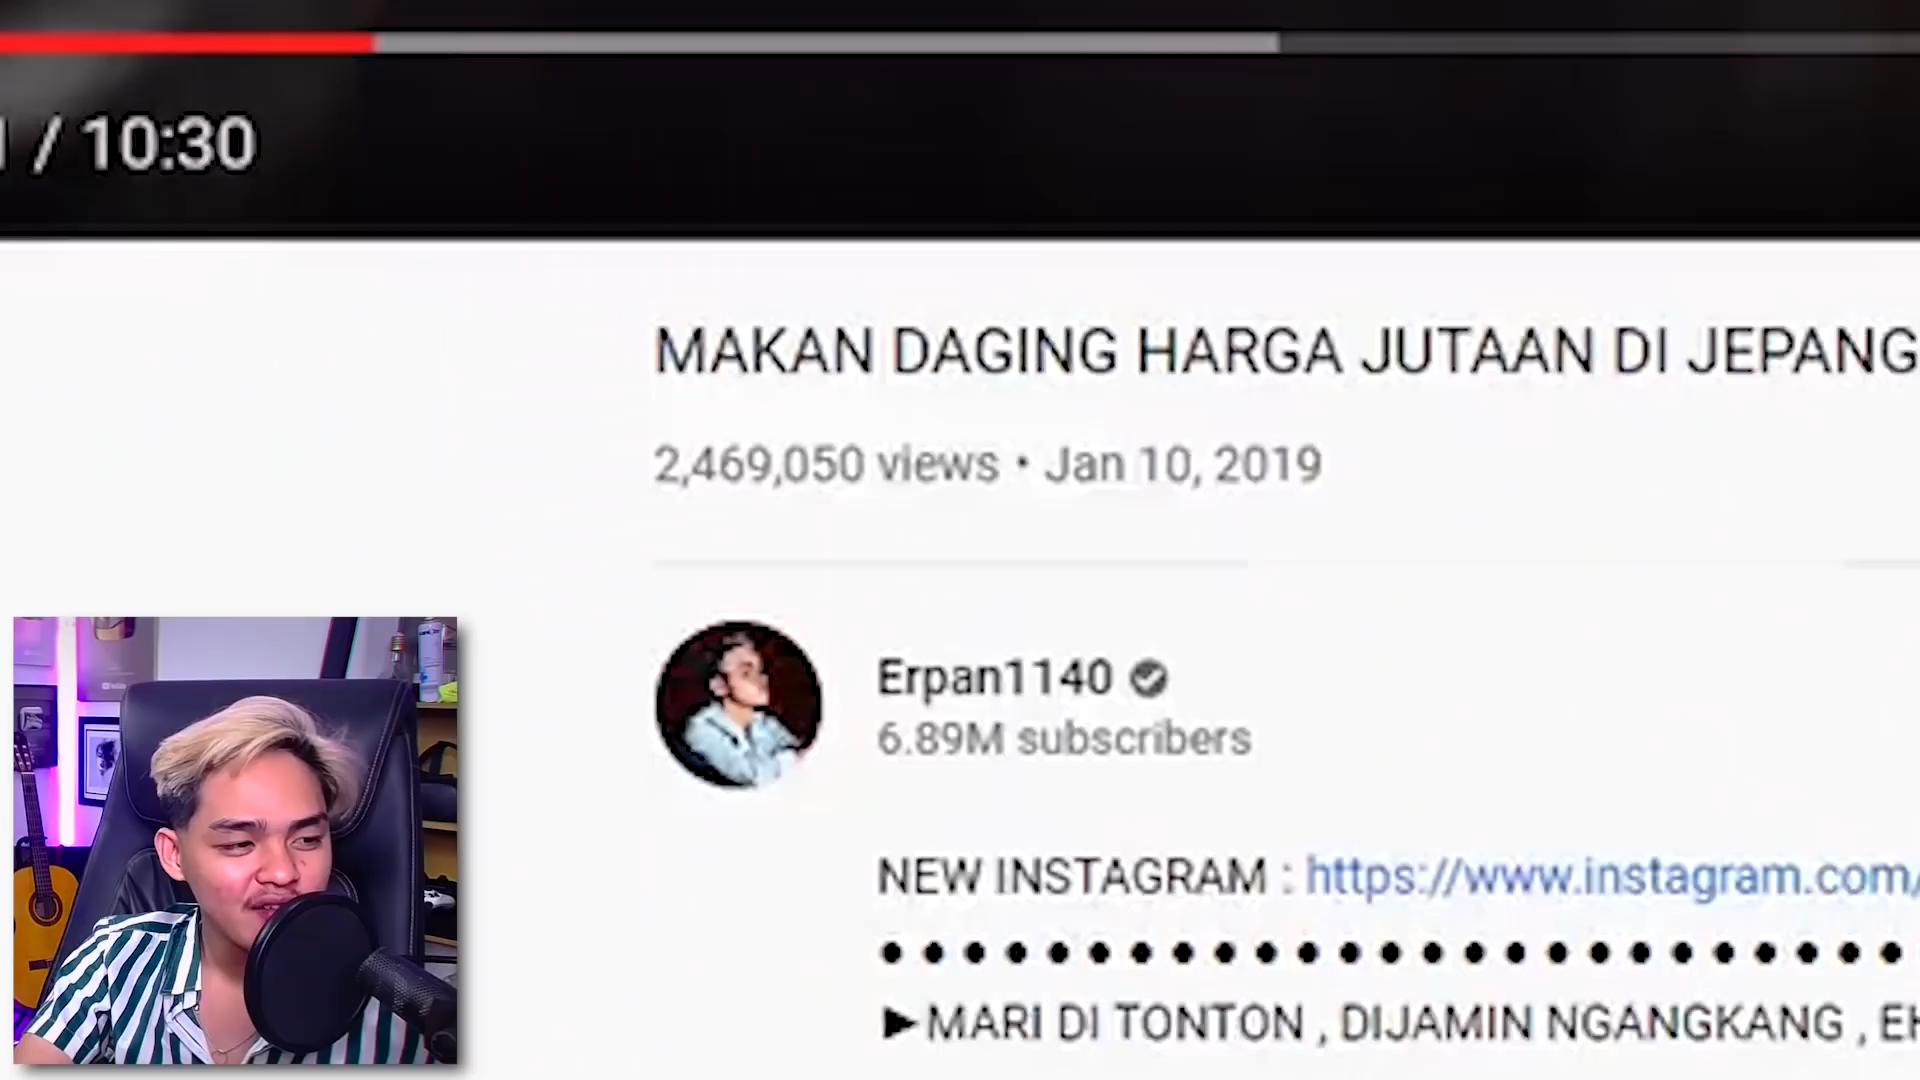 / 10:30
MAKAN DAGING HARGA JUTAAN DI JEPANG
2,469,050 views • Jan 10, 2019
Erpan1140
6.89M subscribers
NEW INSTAGRAM : https://www.instagram.com/
●●●●●●●●●●●●●●●●●●●●●●●●●
►MARI DI TONTON , DIJAMIN NGANGKANG ,